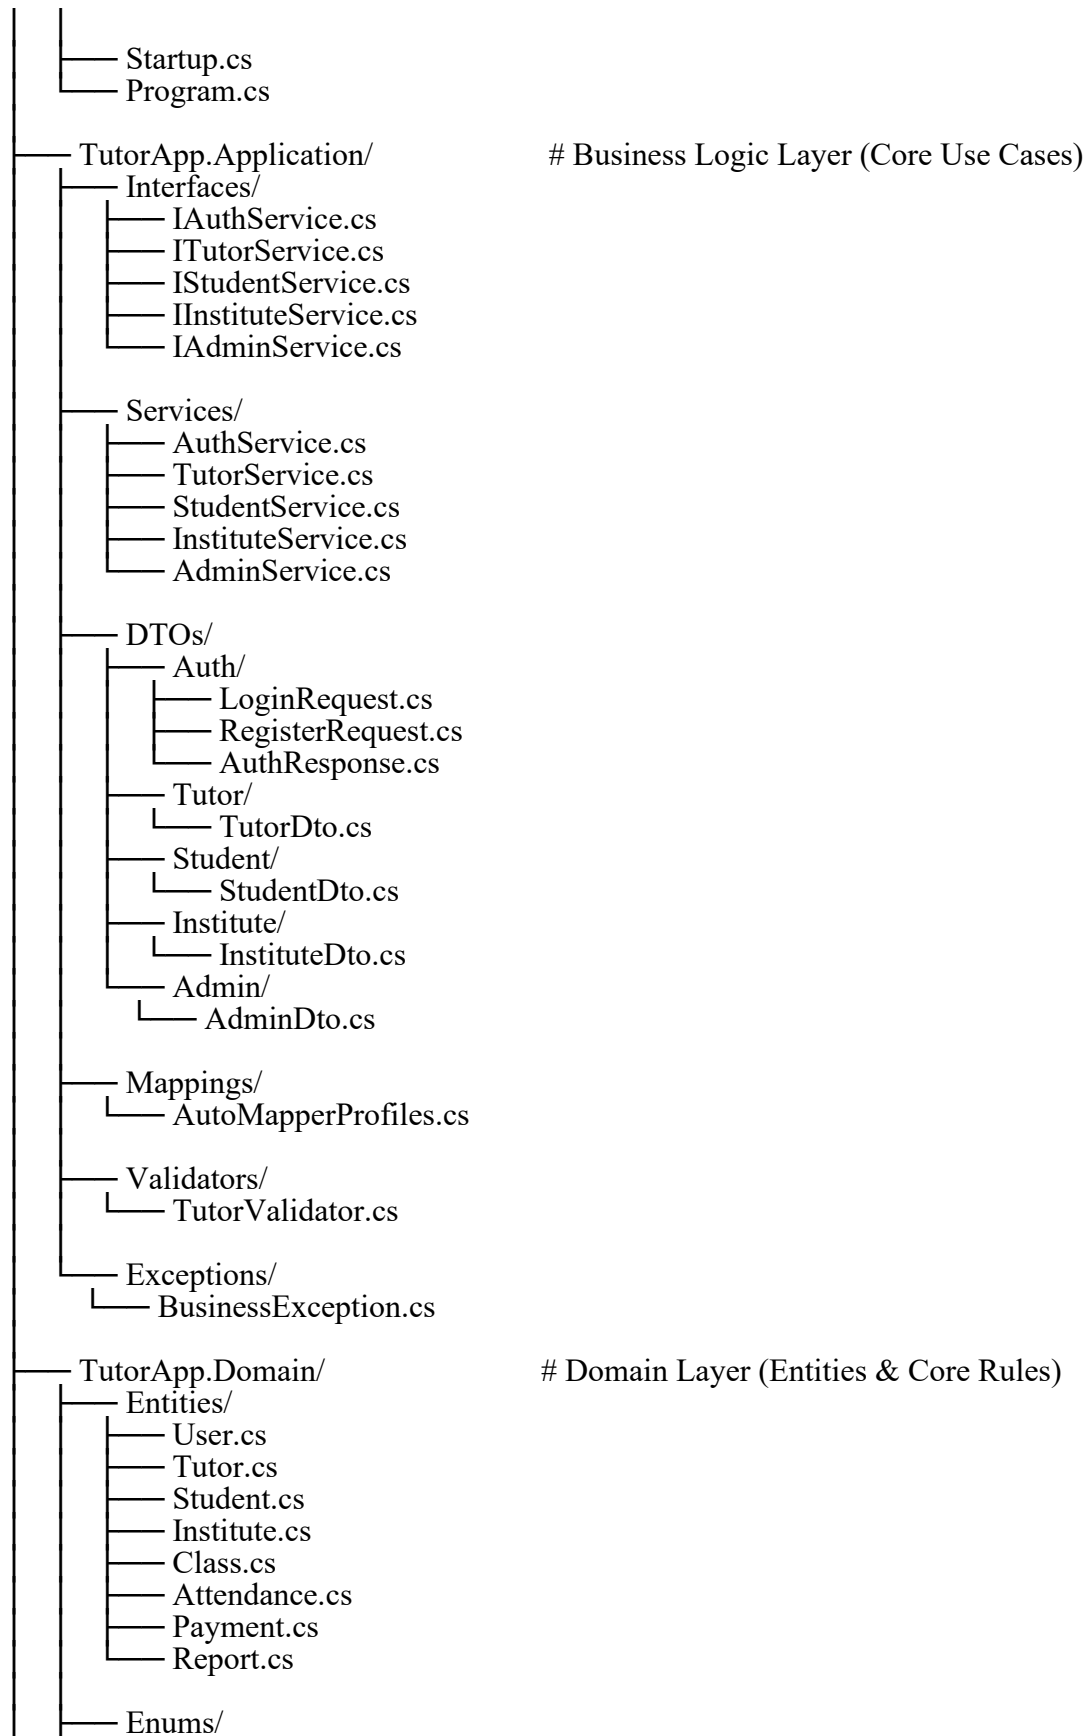 │   │
│   ├── Startup.cs
│   └── Program.cs
│
├── TutorApp.Application/                # Business Logic Layer (Core Use Cases)
│   ├── Interfaces/
│   │   ├── IAuthService.cs
│   │   ├── ITutorService.cs
│   │   ├── IStudentService.cs
│   │   ├── IInstituteService.cs
│   │   └── IAdminService.cs
│   │
│   ├── Services/
│   │   ├── AuthService.cs
│   │   ├── TutorService.cs
│   │   ├── StudentService.cs
│   │   ├── InstituteService.cs
│   │   └── AdminService.cs
│   │
│   ├── DTOs/
│   │   ├── Auth/
│   │   │   ├── LoginRequest.cs
│   │   │   ├── RegisterRequest.cs
│   │   │   └── AuthResponse.cs
│   │   ├── Tutor/
│   │   │   └── TutorDto.cs
│   │   ├── Student/
│   │   │   └── StudentDto.cs
│   │   ├── Institute/
│   │   │   └── InstituteDto.cs
│   │   └── Admin/
│   │     └── AdminDto.cs
│   │
│   ├── Mappings/
│   │   └── AutoMapperProfiles.cs
│   │
│   ├── Validators/
│   │   └── TutorValidator.cs
│   │
│   └── Exceptions/
│     └── BusinessException.cs
│
├── TutorApp.Domain/                # Domain Layer (Entities & Core Rules)
│   ├── Entities/
│   │   ├── User.cs
│   │   ├── Tutor.cs
│   │   ├── Student.cs
│   │   ├── Institute.cs
│   │   ├── Class.cs
│   │   ├── Attendance.cs
│   │   ├── Payment.cs
│   │   └── Report.cs
│   │
│   ├── Enums/